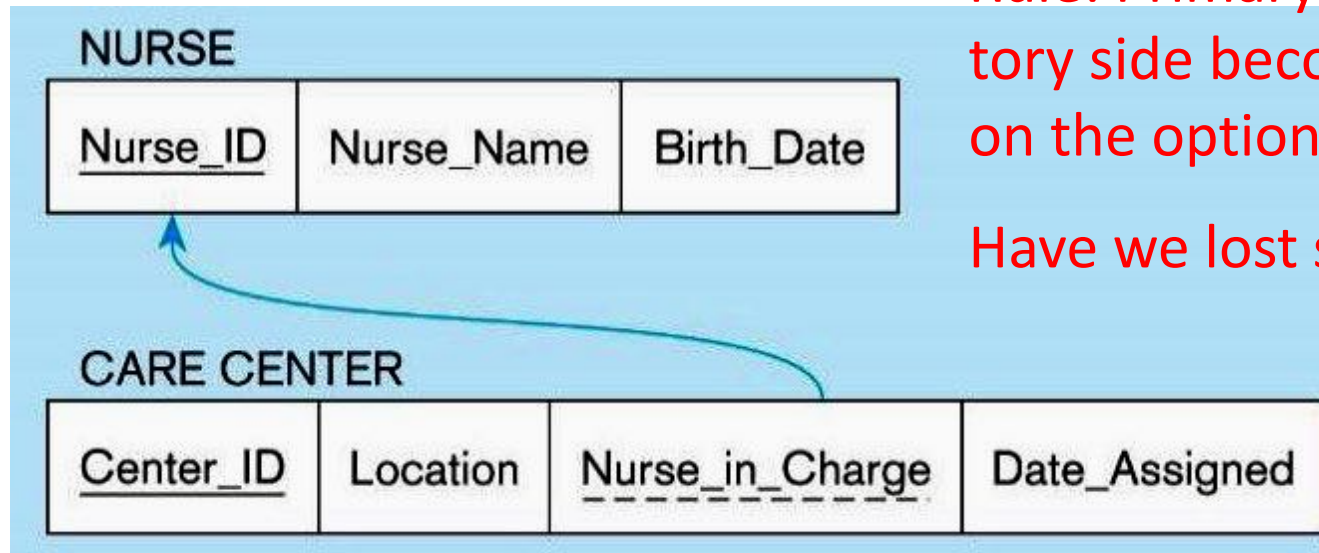 NURSE
Nurse_ID Nurse_Name Birth_Date
tory side beco
on the option
Have we lost s
CARE CENTER
Center_ID Location Nurse_in_Charge Date_Assigned